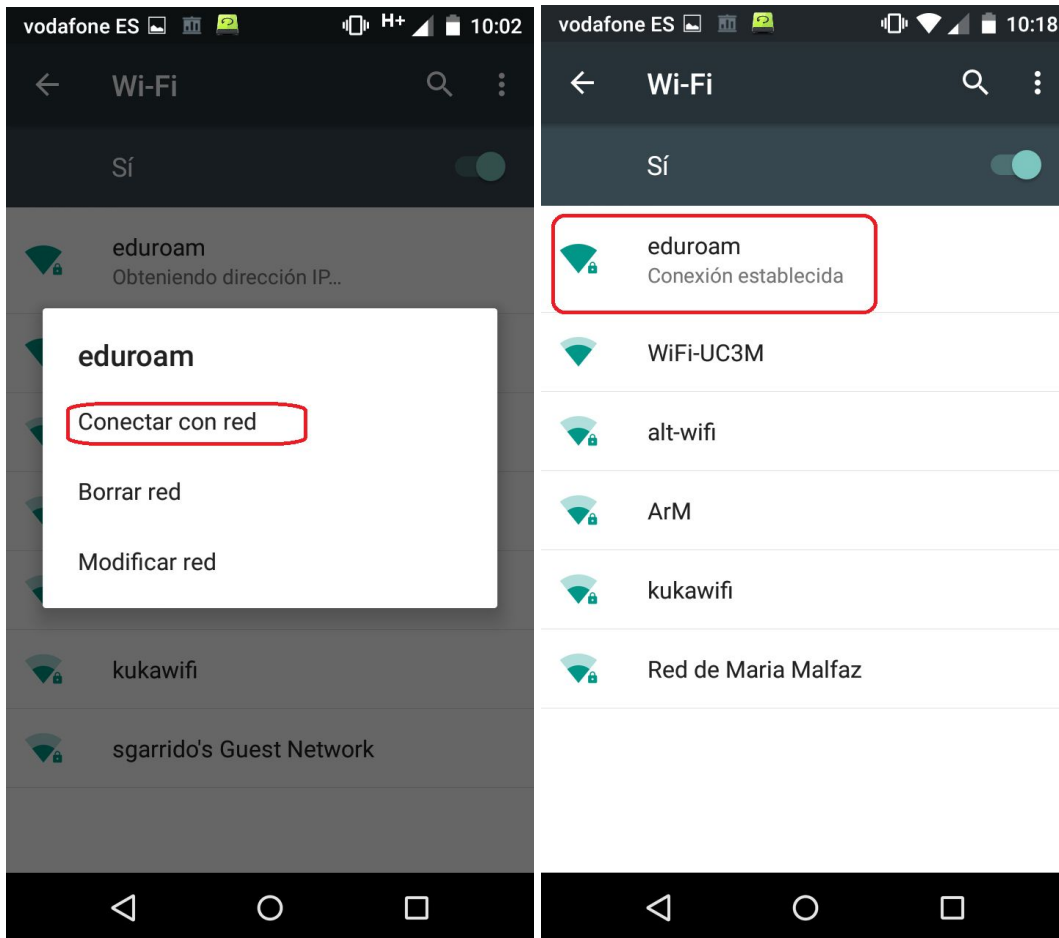 vodafone ES H+ 10:02
Wi-Fi
Sí
eduroam
Obteniendo dirección IP...
eduroam
Conectar con red
Borrar red
Modificar red
kukawifi
sgarrido's Guest Network
vodafone ES 10:18
Wi-Fi
Sí
eduroam
Conexión establecida
WiFi-UC3M
alt-wifi
ArM
kukawifi
Red de Maria Malfaz